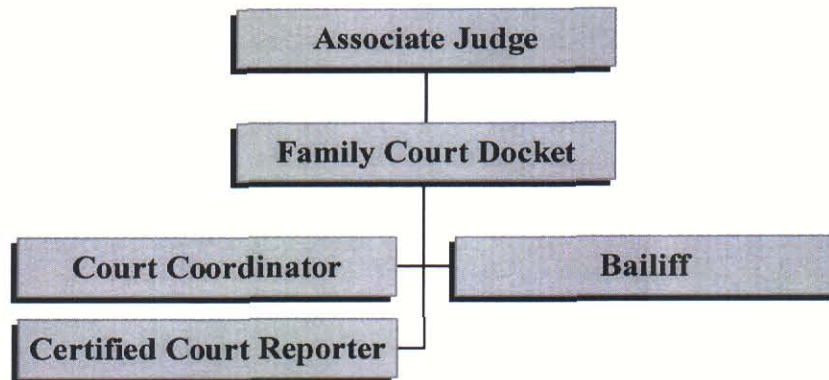 Associate Judge
Family Court Docket
Court Coordinator
Bailiff
Certified Court Reporter